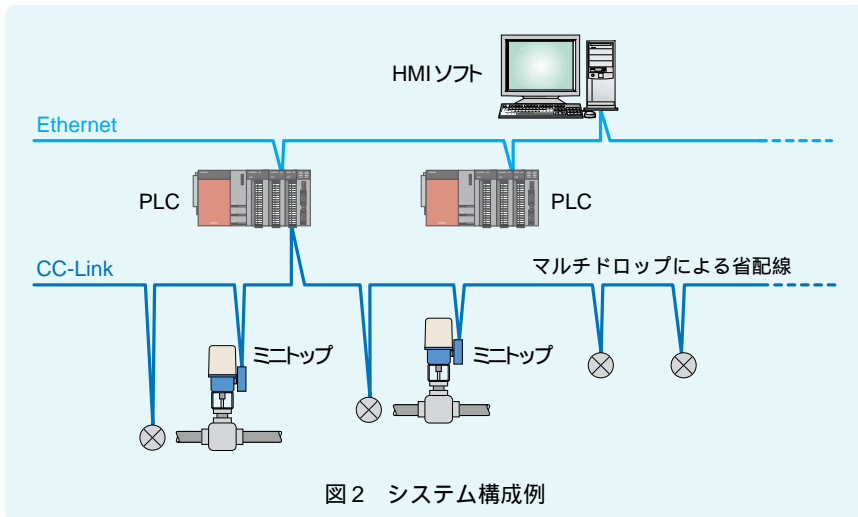 HMIソフト
Ethernet
PLC
PLC
CC-Link
マルチドロップによる省配線
ミニトップ
ミニトップ
図2 システム構成例